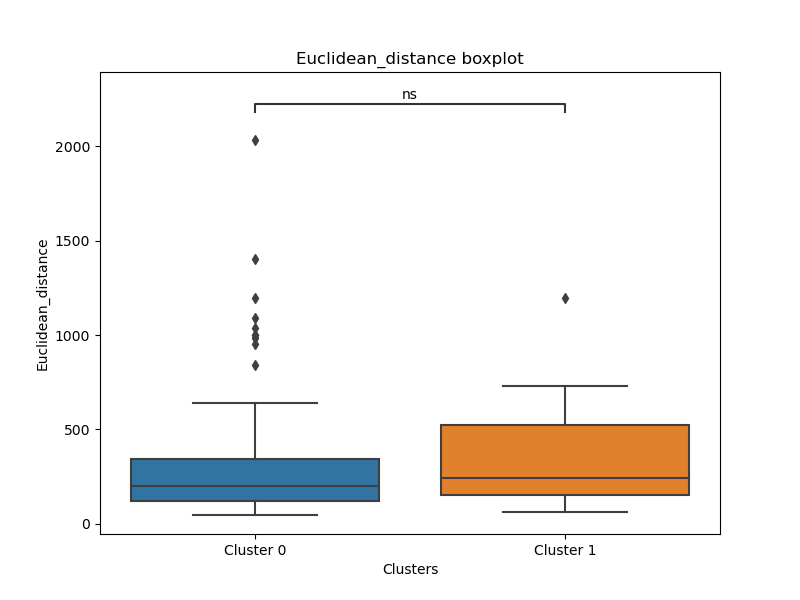 Euclidean_distance boxplot
ns
2000
1500
1000
500
0
Euclidean_distance
Cluster 0
Cluster 1
Clusters